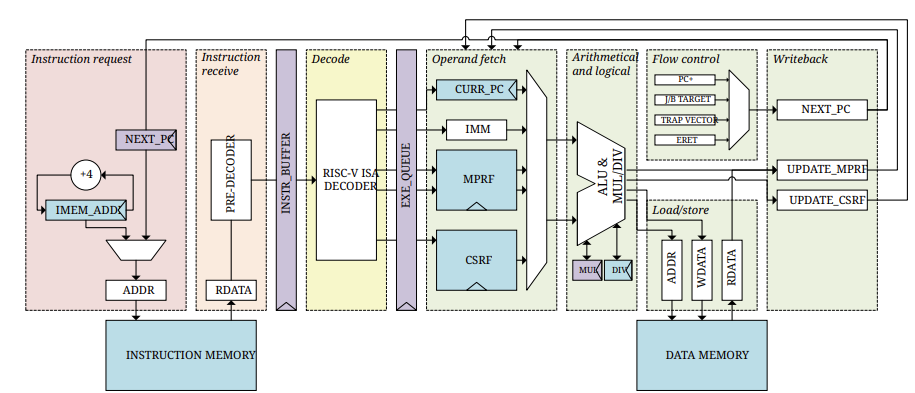 Instruction request
NEXT_PC
+4
IMEM_ADD
ADDR
INSTRUCTION MEMORY
Instruction
receive
PRE-DECODER
RDATA
INSTR_BUFFER
Decode
RISC-V ISA
DECODER
EXE_QUEUE
Operand fetch
CURR_PC
IMM
MPRF
CSRF
Arithmetical
and logical
ALU &
MUL/DIV
MUL
DIV
Flow control
PC+
J/B TARGET
TRAP VECTOR
ERET
Load/store
ADDR
WDATA
RDATA
DATA MEMORY
Writeback
NEXT_PC
UPDATE_MPRF
UPDATE_CSRF